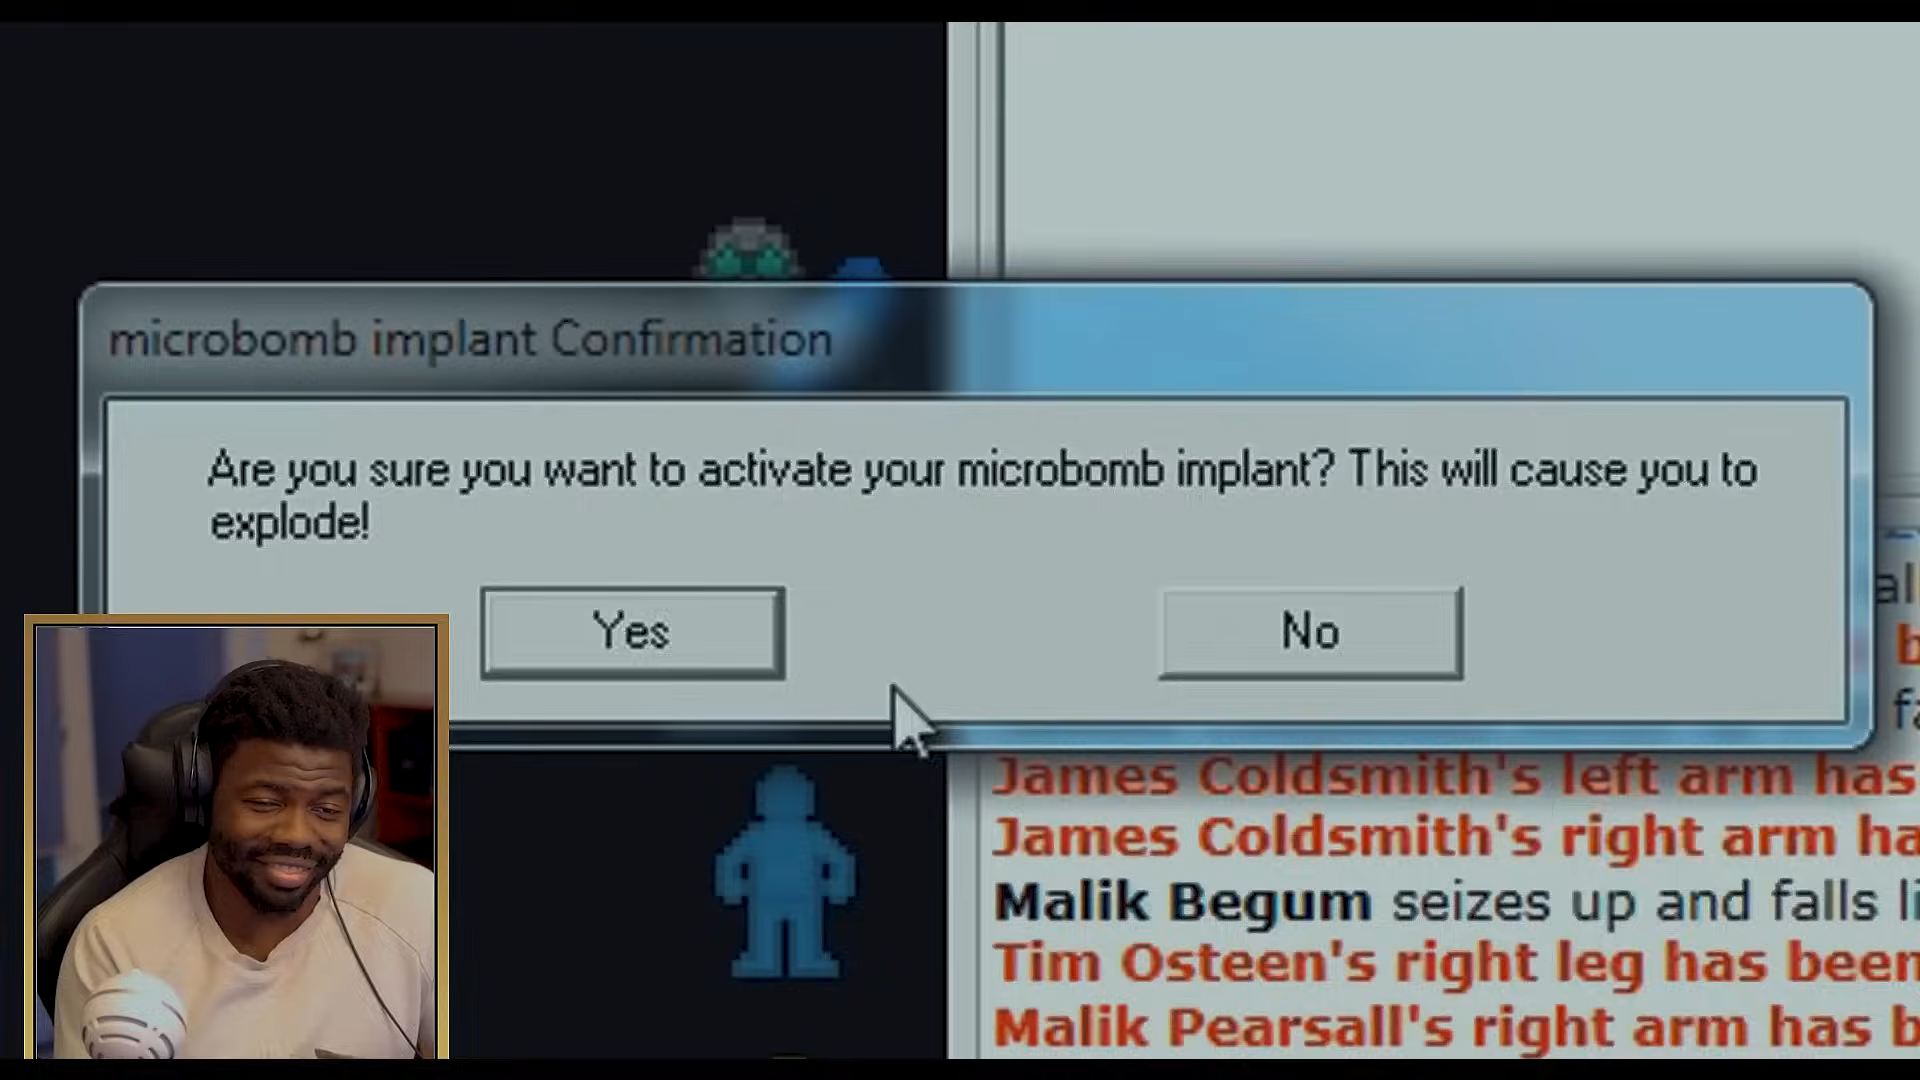 microbomb implant Confirmation
Are you sure you want to activate your microbomb implant? This will cause you to
explode!
Yes
No
James Coldsmith's left arm has
James Coldsmith's right arm ha
Malik Begum seizes up and falls li
Tim Osteen's right leg has been
Malik Pearsall's right arm has b